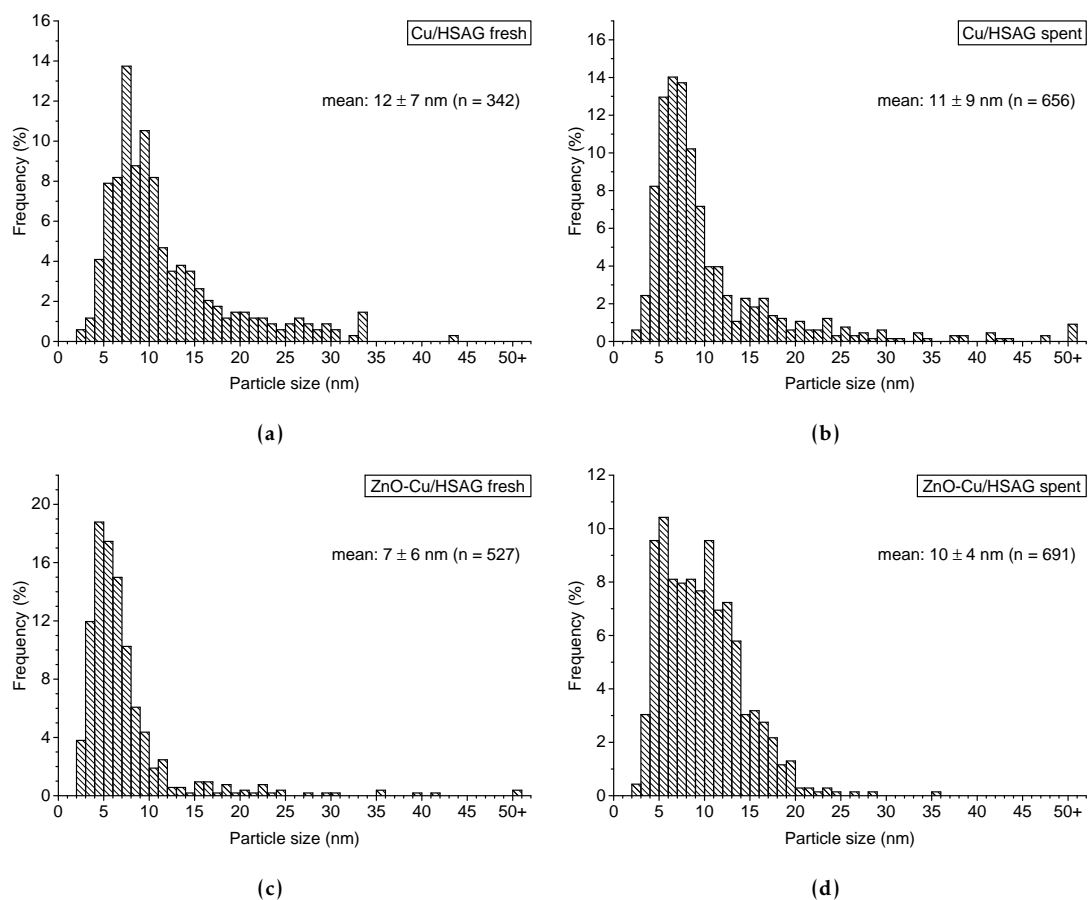 Cu/HSAG fresh
mean: 12 ± 7 nm (n = 342)
Frequency (%)
16
14
12
10
8
6
4
2
0
0 5 10 15 20 25 30 35 40 45 50+
Particle size (nm)
(a)
Cu/HSAG spent
mean: 11 ± 9 nm (n = 656)
Frequency (%)
16
14
12
10
8
6
4
2
0
0 5 10 15 20 25 30 35 40 45 50+
Particle size (nm)
(b)
ZnO-Cu/HSAG fresh
mean: 7 ± 6 nm (n = 527)
Frequency (%)
20
16
12
8
4
0
0 5 10 15 20 25 30 35 40 45 50+
Particle size (nm)
(c)
ZnO-Cu/HSAG spent
mean: 10 ± 4 nm (n = 691)
Frequency (%)
12
10
8
6
4
2
0
0 5 10 15 20 25 30 35 40 45 50+
Particle size (nm)
(d)